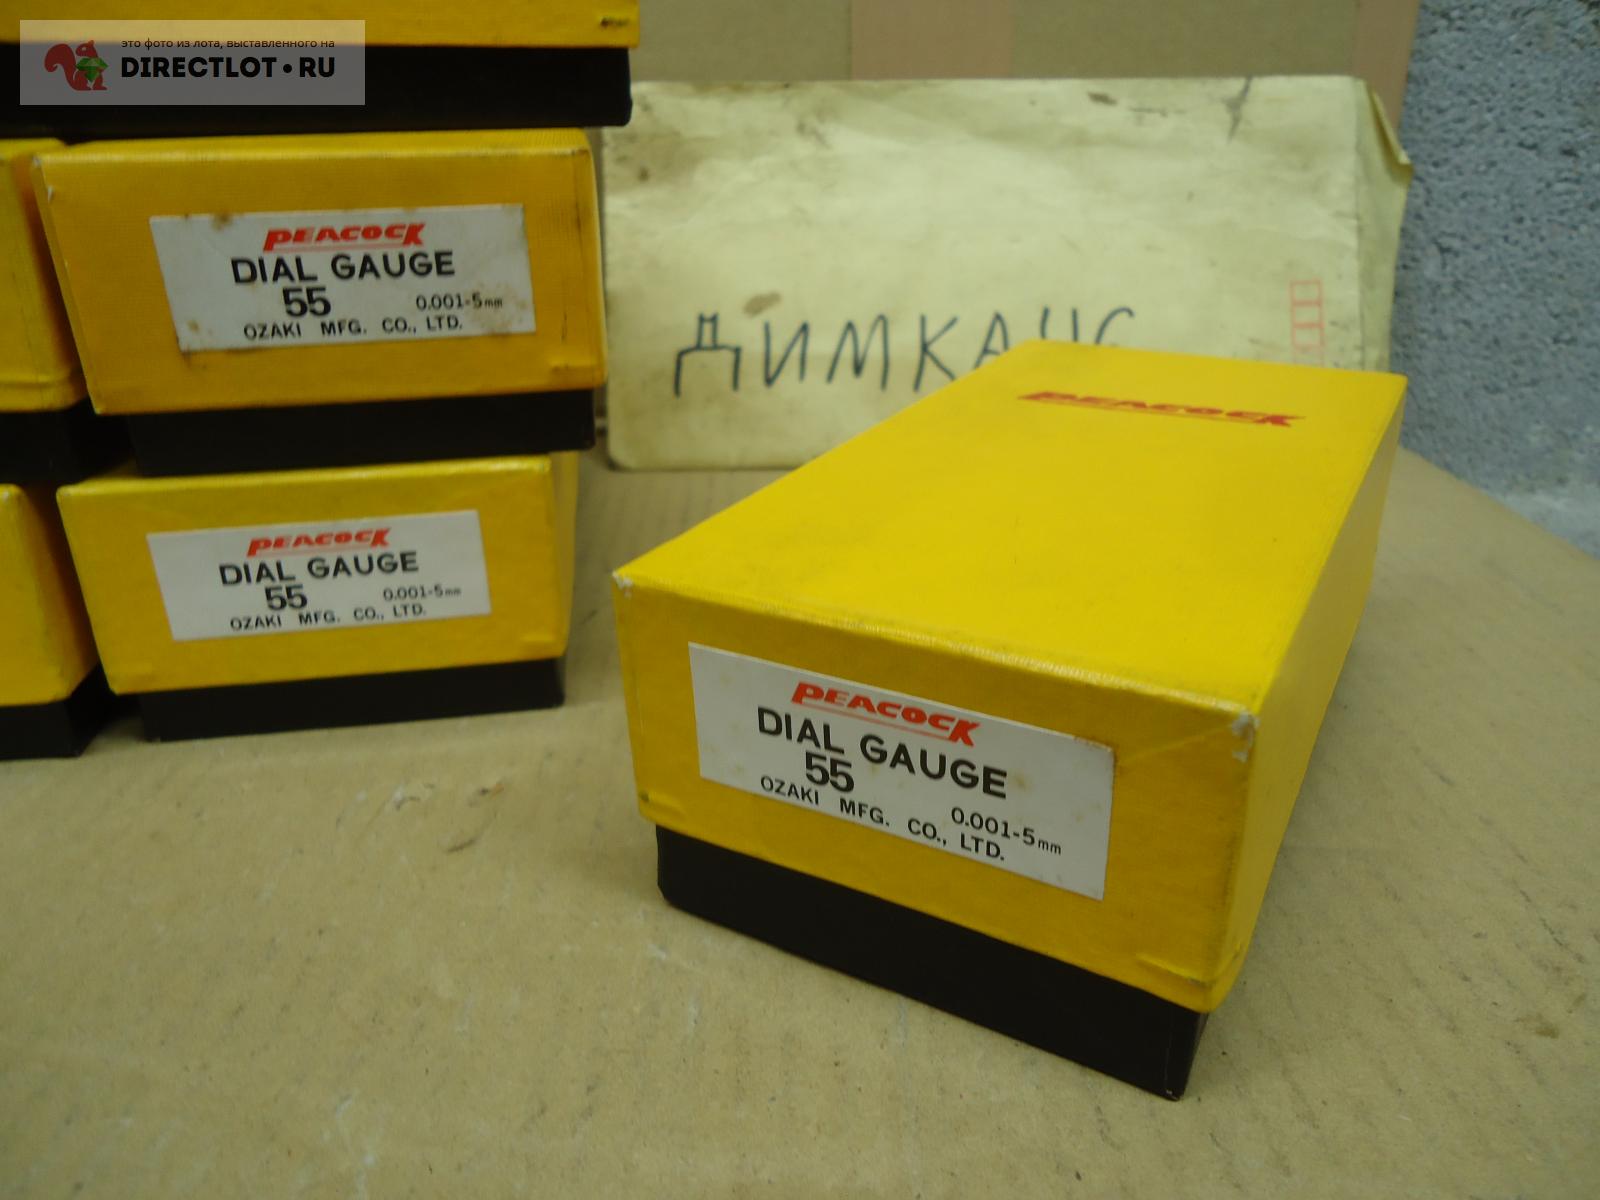 это фото из лота, выставленного на
DIRECTLOT•RU
PEACOCK
DIAL GAUGE
55 0.001-5mm
OZAKI MFG. CO., LTD.
PEACOCK
DIAL GAUGE
55 0.001-5mm
OZAKI MFG. CO., LTD.
PEACOCK
PEACOCK
DIAL GAUGE
55 0.001-5mm
OZAKI MFG. CO., LTD.